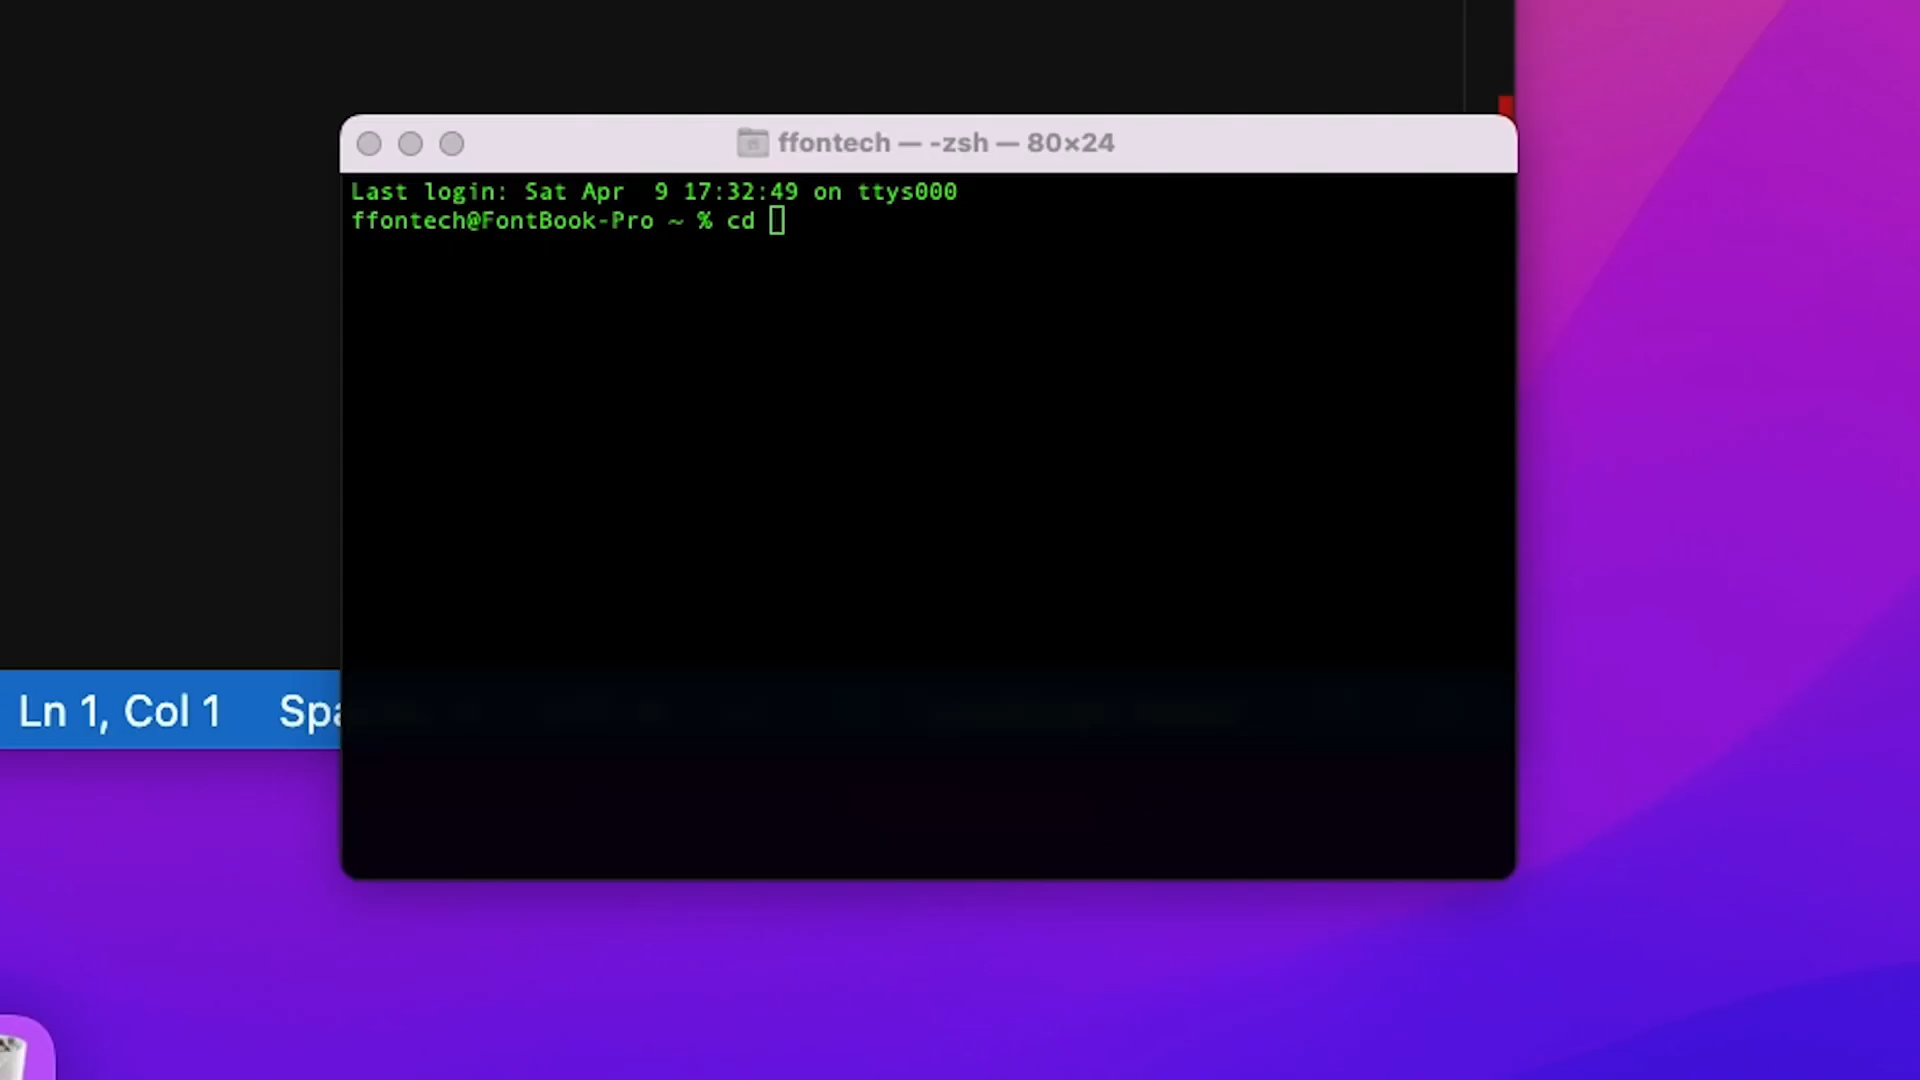 ffontech — -zsh — 80×24
Last login: Sat Apr  9 17:32:49 on ttys000
ffontech@FontBook-Pro ~ % cd
Ln 1, Col 1 Spa